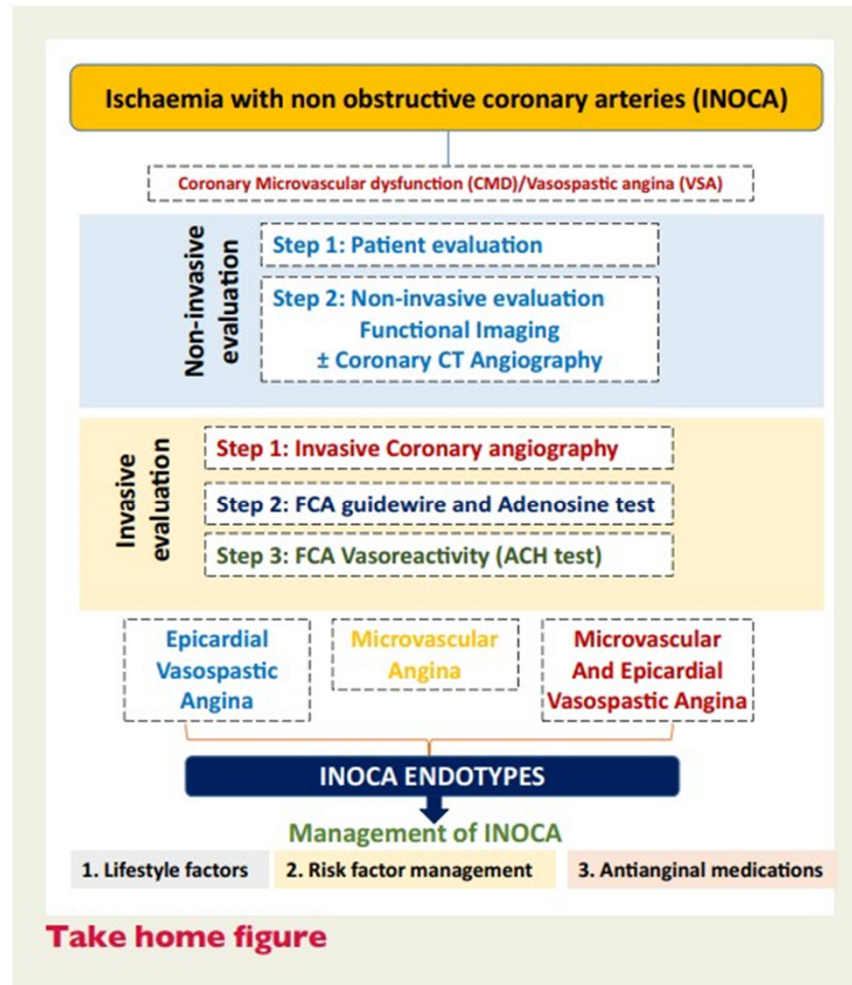 Ischaemia with non obstructive coronary arteries (INOCA)
Coronary Microvascular dysfunction (CMD)/Vasospastic angina (VSA)
Non-invasive
evaluation
Step 1: Patient evaluation
Step 2: Non-invasive evaluation
Functional Imaging
± Coronary CT Angiography
Invasive
evaluation
Step 1: Invasive Coronary angiography
Step 2: FCA guidewire and Adenosine test
Step 3: FCA Vasoreactivity (ACH test)
Epicardial
Vasospastic
Angina
Microvascular
Angina
Microvascular
And Epicardial
Vasospastic Angina
INOCA ENDOTYPES
Management of INOCA
1. Lifestyle factors
2. Risk factor management
3. Antianginal medications
Take home figure